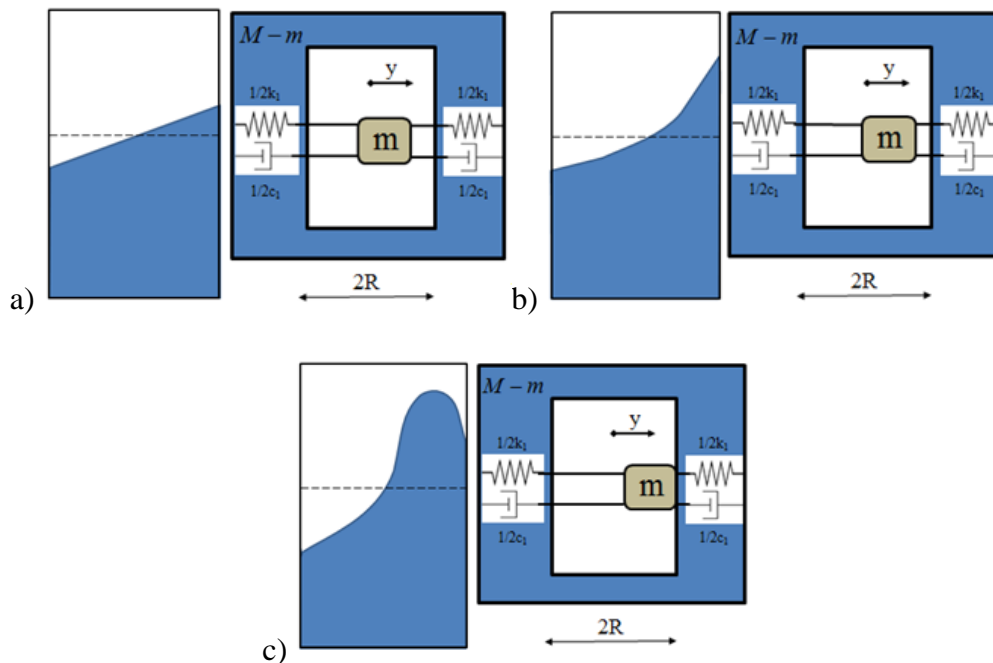 M – m
y
1/2k₁ 1/2k₁
m
1/2c₁ 1/2c₁
2R
a)
M – m
y
1/2k₁ 1/2k₁
m
1/2c₁ 1/2c₁
2R
b)
M – m
y
1/2k₁ 1/2k₁
m
1/2c₁ 1/2c₁
2R
c)